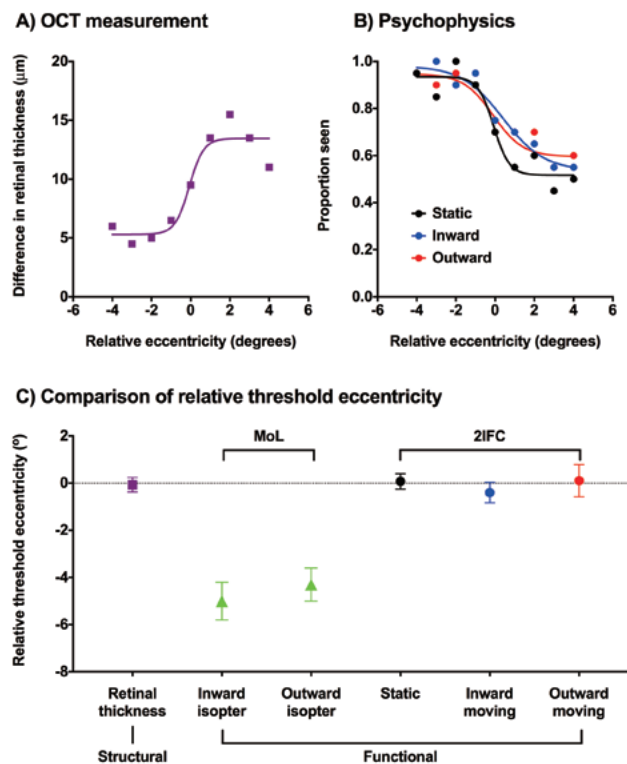 A) OCT measurement
Difference in retinal thickness (μm)
20
15
10
5
0
-6 -4 -2 0 2 4 6
Relative eccentricity (degrees)
B) Psychophysics
Proportion seen
1.0
0.8
0.6
0.4
0.2
0.0
Static
Inward
Outward
-6 -4 -2 0 2 4 6
Relative eccentricity (degrees)
C) Comparison of relative threshold eccentricity
Relative threshold eccentricity (º)
2
0
-2
-4
-6
-8
MoL 2IFC
Retinal thickness
Inward isopter
Outward isopter
Static
Inward moving
Outward moving
Structural Functional